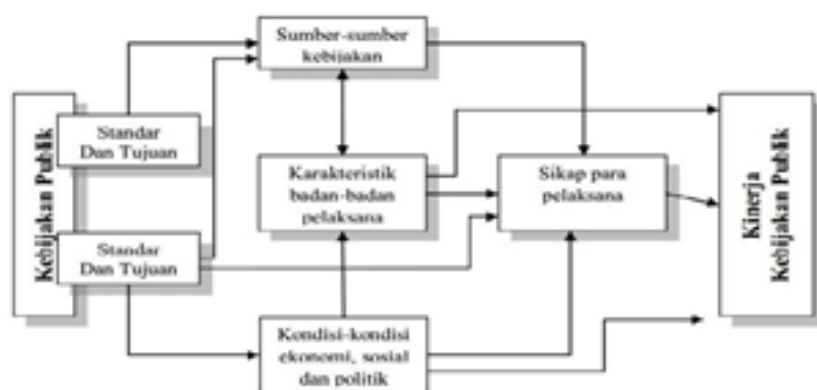 Sumber-sumber
kebijakan
Kebijakan Publik
Standar
Dan Tujuan
Karakteristik
badan-badan
pelaksana
Sikap para
pelaksana
Kinerja
Kebijakan Publik
Standar
Dan Tujuan
Kondisi-kondisi
ekonomi, sosial
dan politik